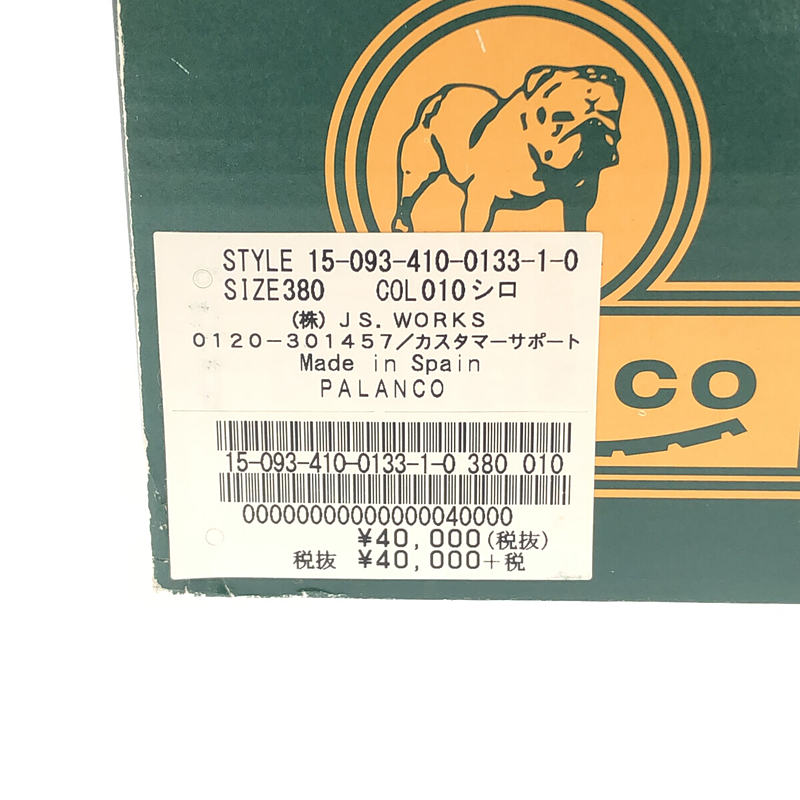 STYLE 15-093-410-0133-1-0
SIZE380 COL010シロ
(株)JS.WORKS
0120-301457/カスタマーサポート
Made in Spain
PALANCO
CO
15-093-410-0133-1-0 380 010
000000000000000040000
¥40,000(税抜)
税抜 ¥40,000+税